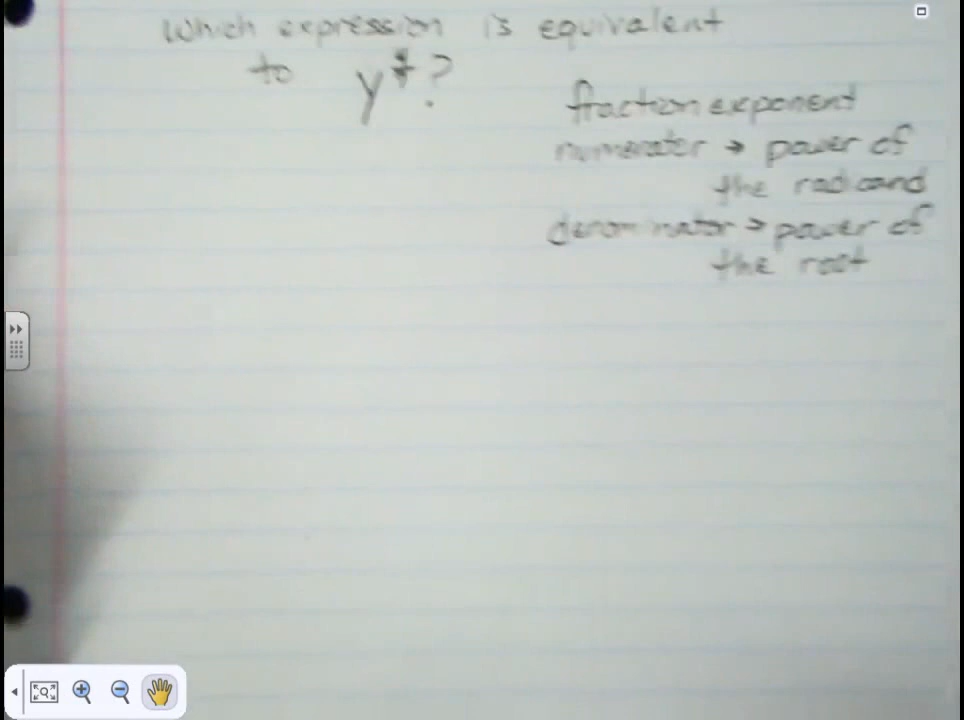 Which expression is equivalent
to y ?
fraction exponent
numerator → power of
the radicand
denominator → power of
the root